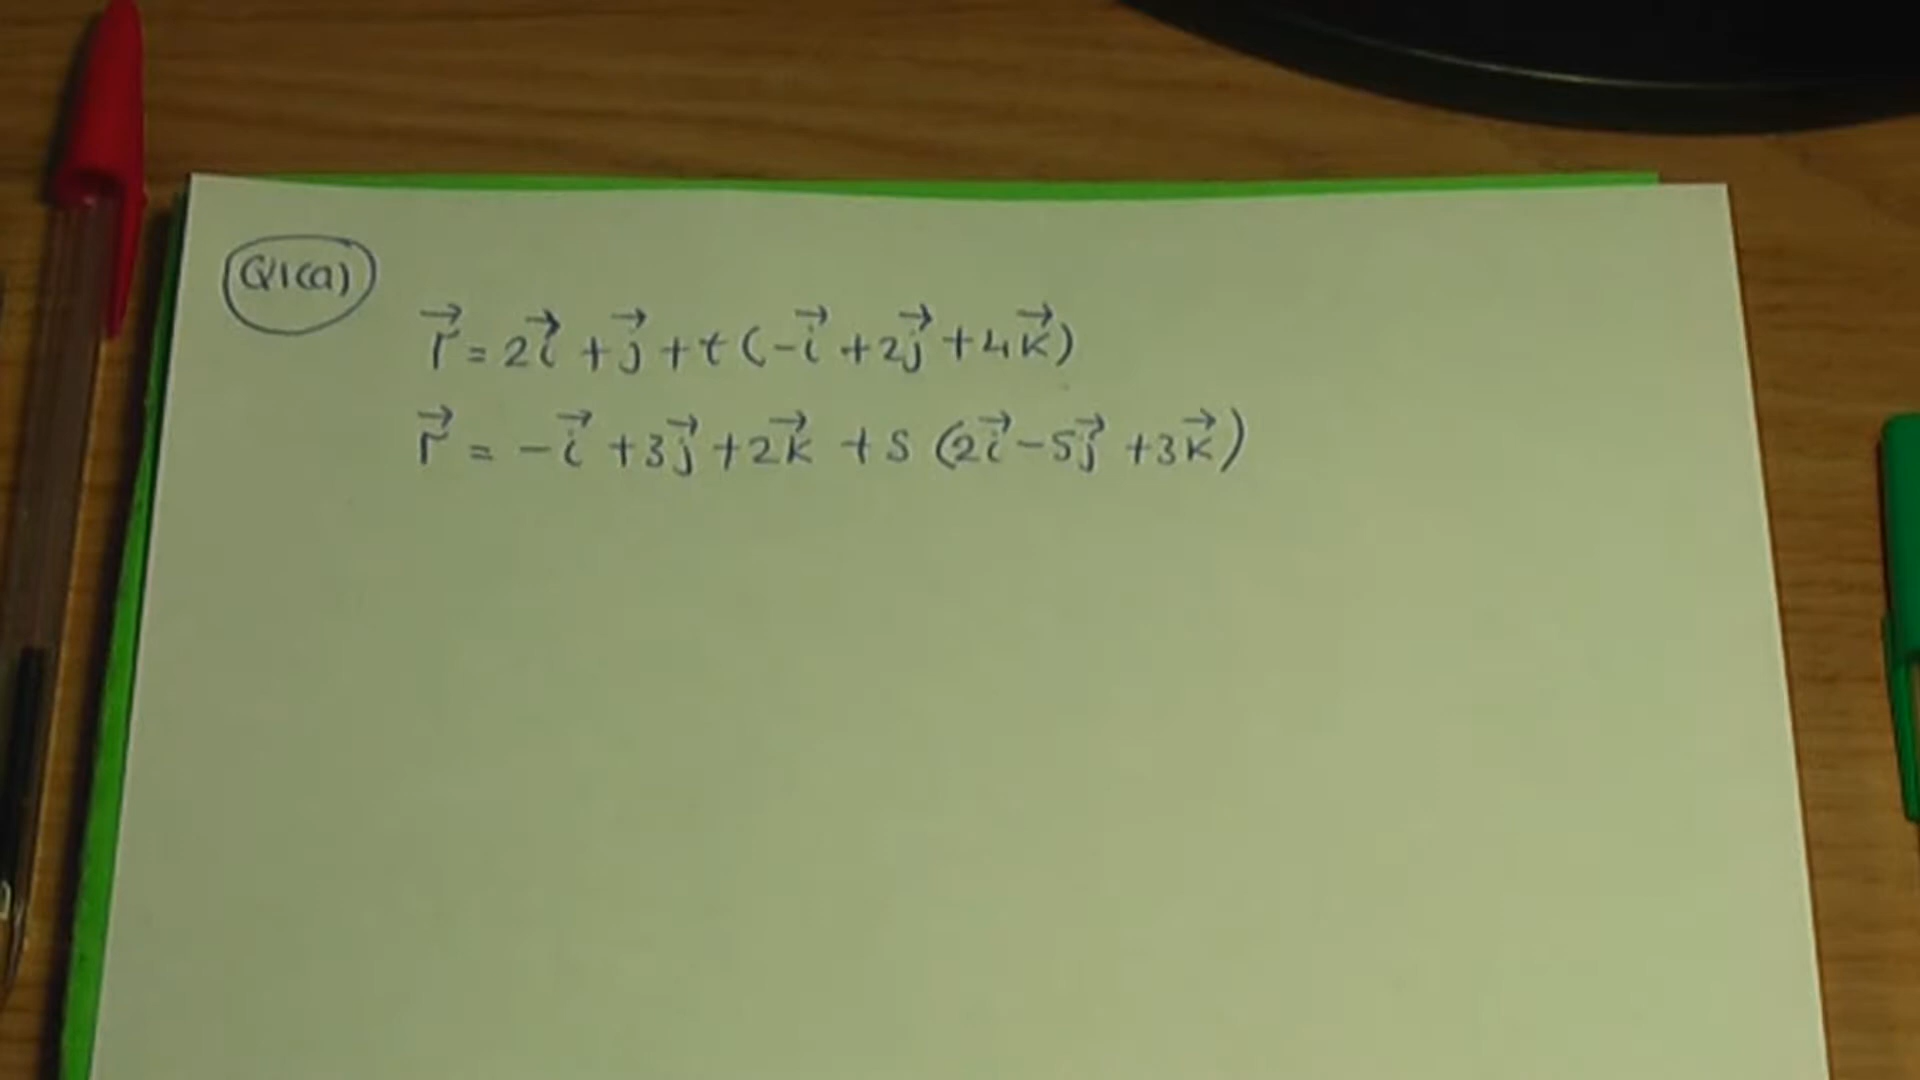 Q1(a)
r⃗ = 2i⃗ + j⃗ + t(-i⃗ + 2j⃗ + 4k⃗)
r⃗ = -i⃗ + 3j⃗ + 2k⃗ + s(2i⃗ - 5j⃗ + 3k⃗)